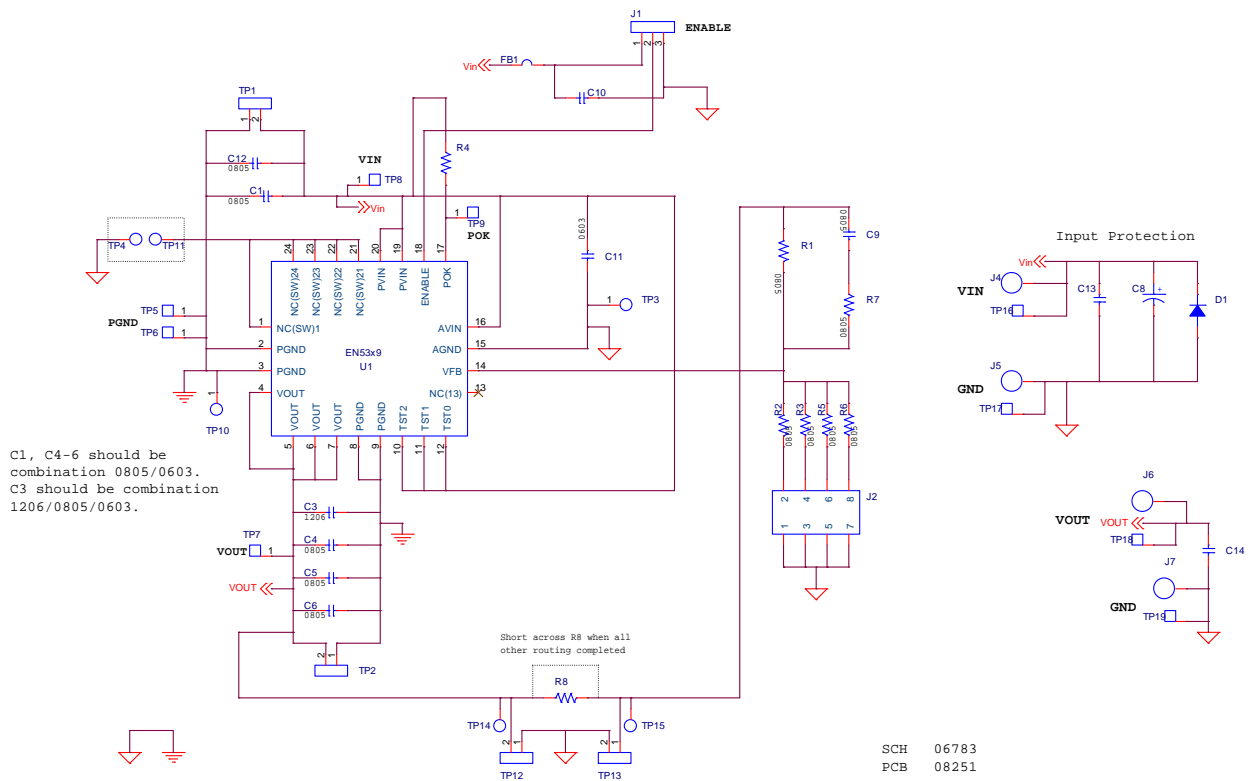 J1
ENABLE
1
2
3
Vin
FB1
C10
TP1
1
2
C12
0805
C1
0805
VIN
1
TP8
Vin
R4
1
TP9
POK
TP4
TP11
24
23
22
21
20
19
18
17
NC(SW)24
NC(SW)23
NC(SW)22
NC(SW)21
PVIN
PVIN
ENABLE
POK
TP5
1
PGND
TP6
1
1
NC(SW)1
2
PGND
3
PGND
4
VOUT
EN53x9
U1
AVIN
16
AGND
15
VFB
14
NC(13)
13
VOUT
VOUT
VOUT
PGND
PGND
TST2
TST1
TST0
5
6
7
8
9
10
11
12
1
TP10
0603
C11
1
TP3
R1
0805
0805
C9
R7
0805
R2
0805
R3
0805
R5
0805
R6
0805
2
4
6
8
J2
1
3
5
7
Input Protection
Vin
J4
VIN
TP16
C13
C8
+
D1
J5
GND
TP17
J6
VOUT
VOUT
TP18
C14
J7
GND
TP19
C1, C4-6 should be
combination 0805/0603.
C3 should be combination
1206/0805/0603.
C3
1206
C4
0805
C5
0805
C6
0805
TP7
VOUT
1
VOUT
2
1
TP2
Short across R8 when all
other routing completed
R8
TP14
TP15
2
1
TP12
2
1
TP13
SCH 06783
PCB 08251